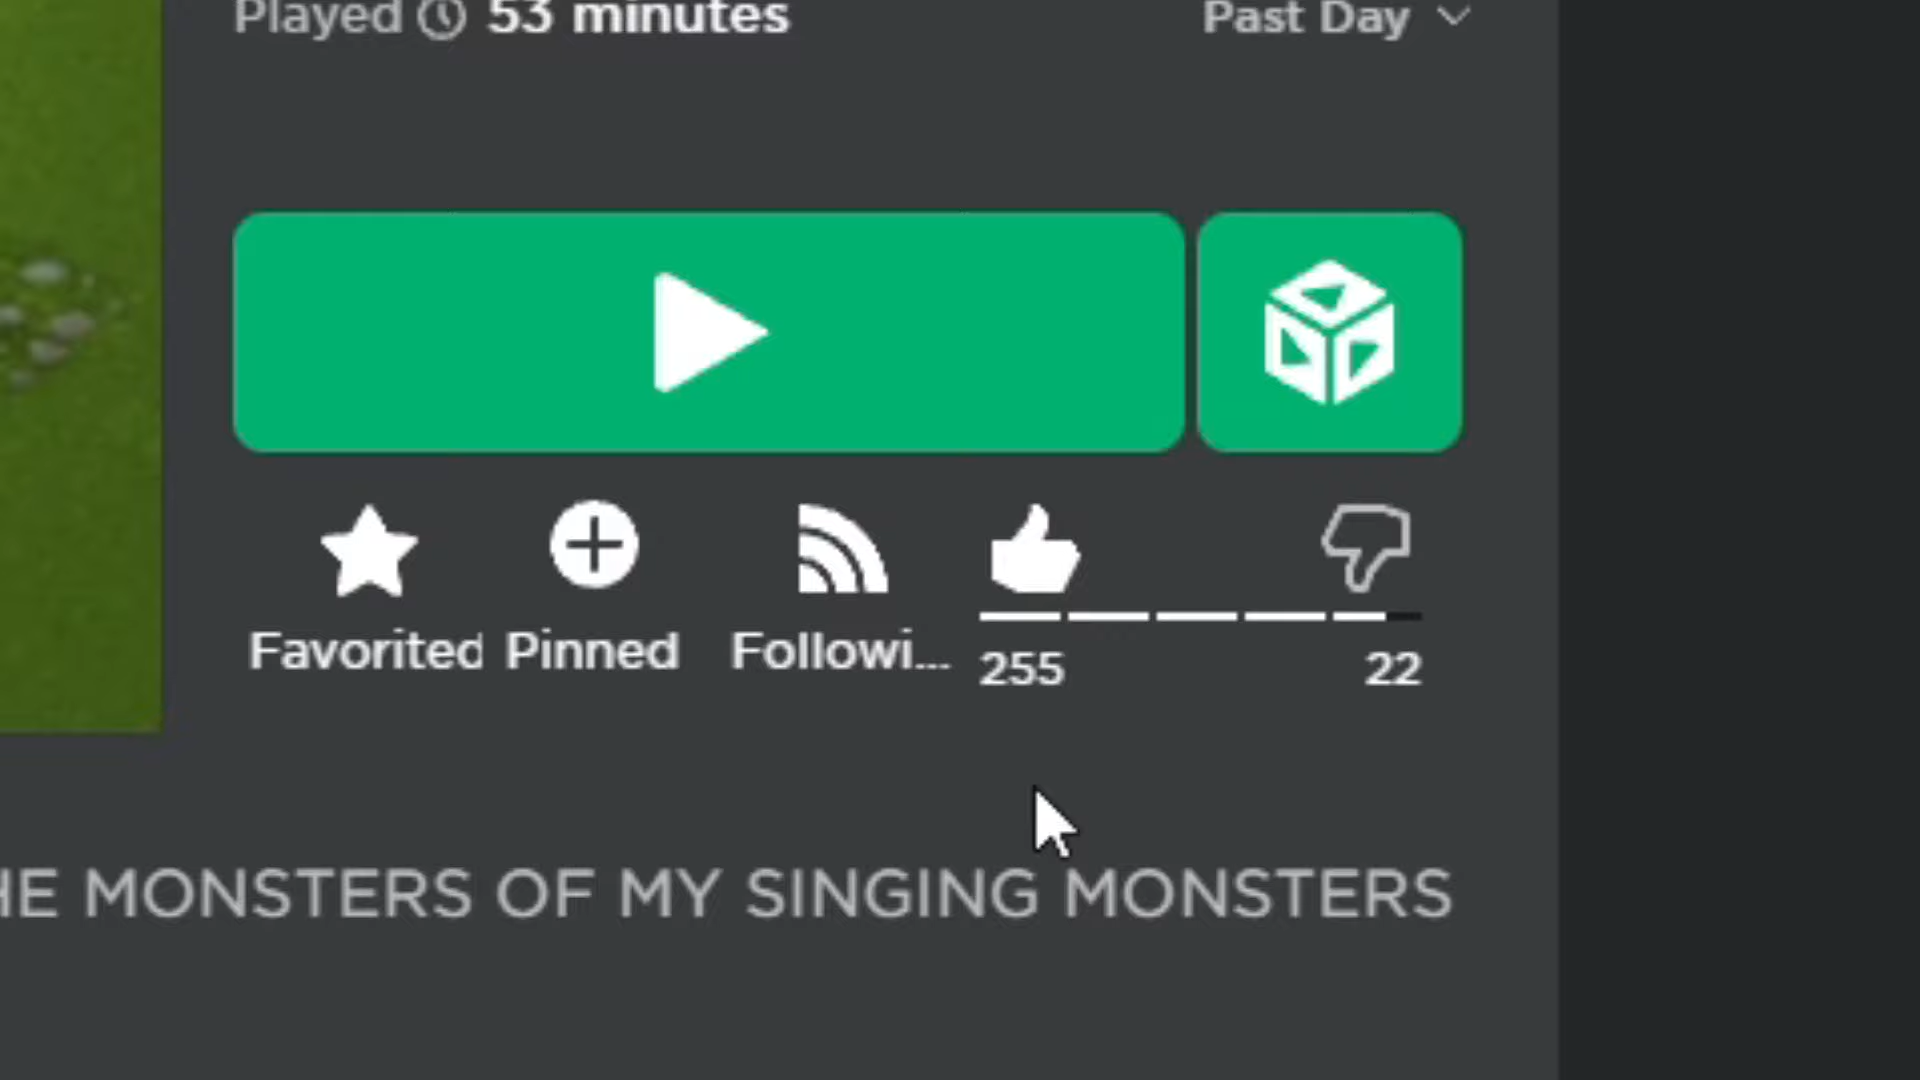 Played 53 minutes Past Day
Favorited Pinned Followi...
255 22
HE MONSTERS OF MY SINGING MONSTERS